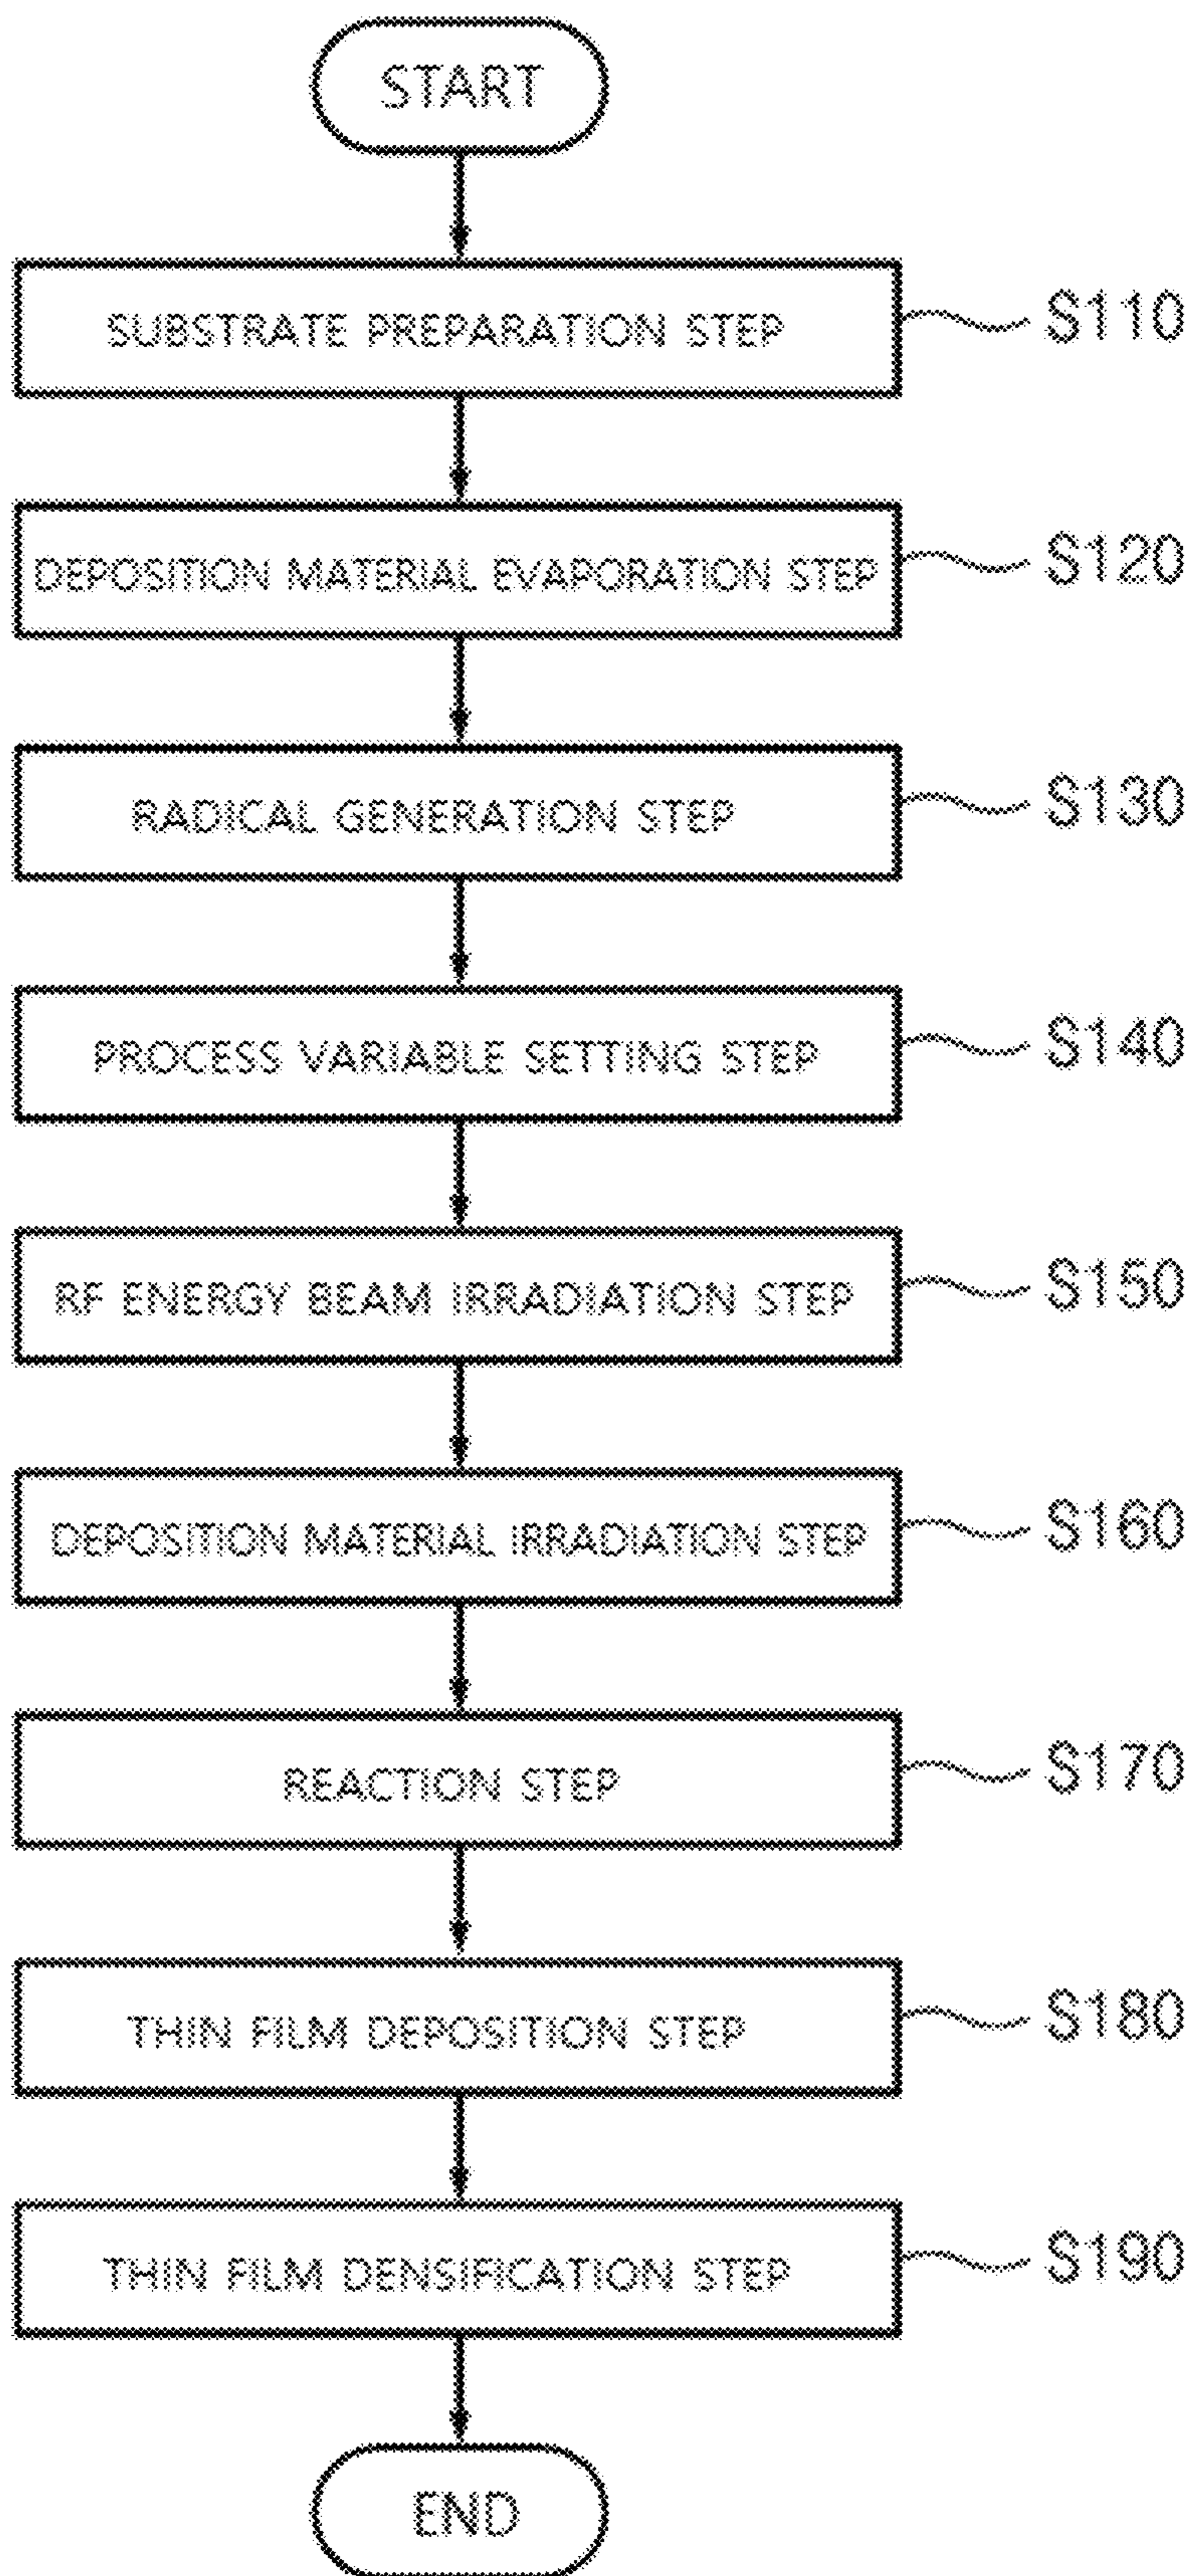 START
SUBSTRATE PREPARATION STEP S110
DEPOSITION MATERIAL EVAPORATION STEP S120
RADICAL GENERATION STEP S130
PROCESS VARIABLE SETTING STEP S140
RF ENERGY BEAM IRRADIATION STEP S150
DEPOSITION MATERIAL IRRADIATION STEP S160
REACTION STEP S170
THIN FILM DEPOSITION STEP S180
THIN FILM DENSIFICATION STEP S190
END